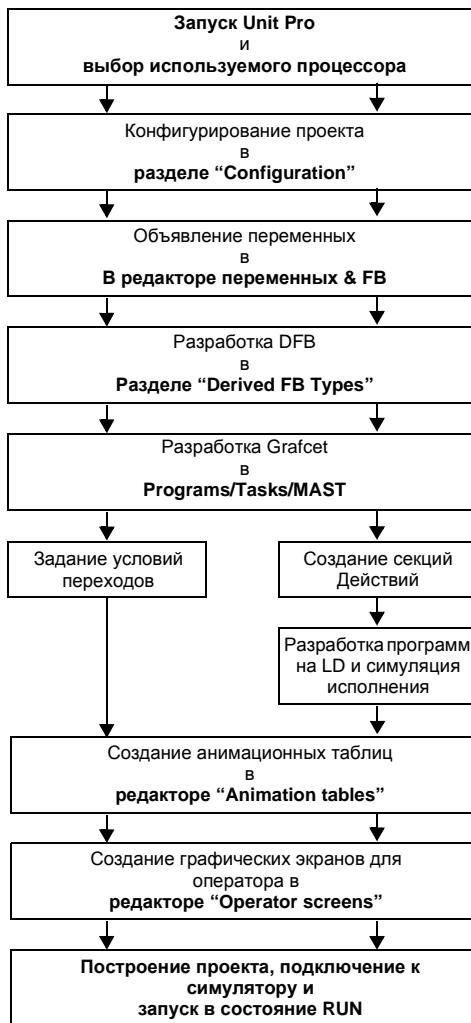 Запуск Unit Pro
и
выбор используемого процессора
Конфигурирование проекта
в
разделе “Configuration”
Объявление переменных
в
В редакторе переменных & FB
Разработка DFB
в
Разделе “Derived FB Types”
Разработка Grafcet
в
Programs/Tasks/MAST
Задание условий
переходов
Создание секций
Действий
Разработка программ
на LD и симуляция
исполнения
Создание анимационных таблиц
в
редакторе “Animation tables”
Создание графических экранов для
оператора в
редакторе “Operator screens”
Построение проекта, подключение к
симулятору и
запуск в состояние RUN